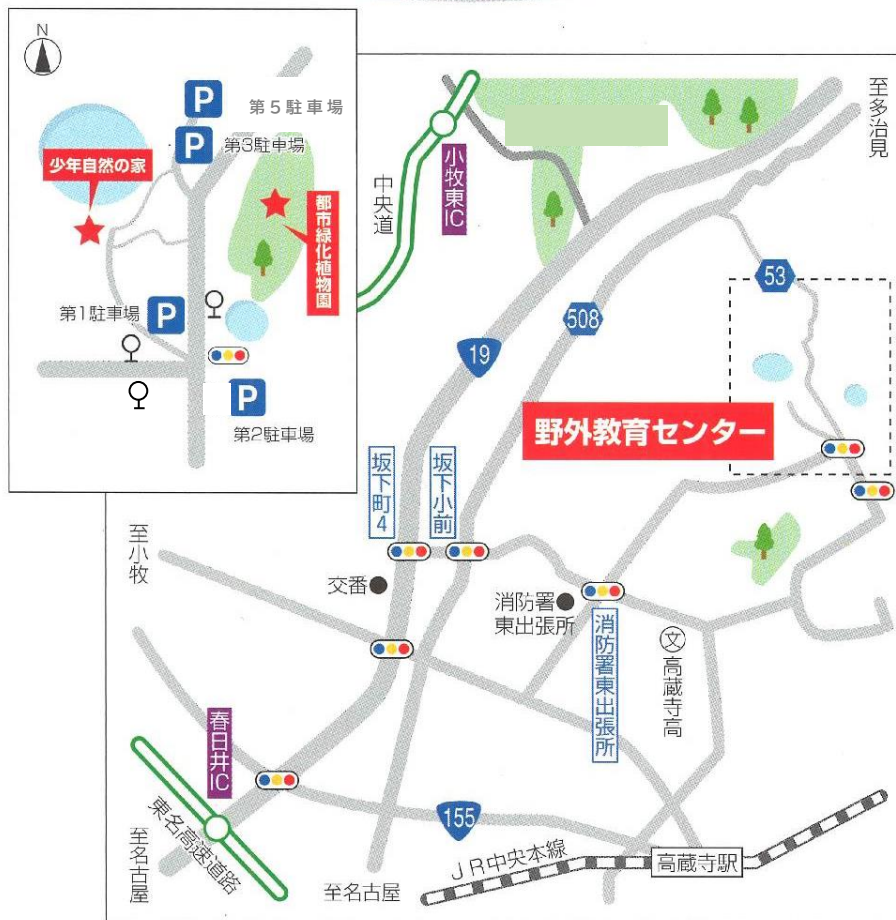 N
P
第5駐車場
P
第3駐車場
少年自然の家
都市緑化植物園
第1駐車場
P
P
第2駐車場
中央道
小牧東IC
至多治見
53
508
19
野外教育センター
坂下町4
坂下小前
至小牧
交番
消防署
東出張所
消防署東出張所
文
高蔵寺高
春日井IC
155
東名高速道路
至名古屋
至名古屋
JR中央本線
高蔵寺駅